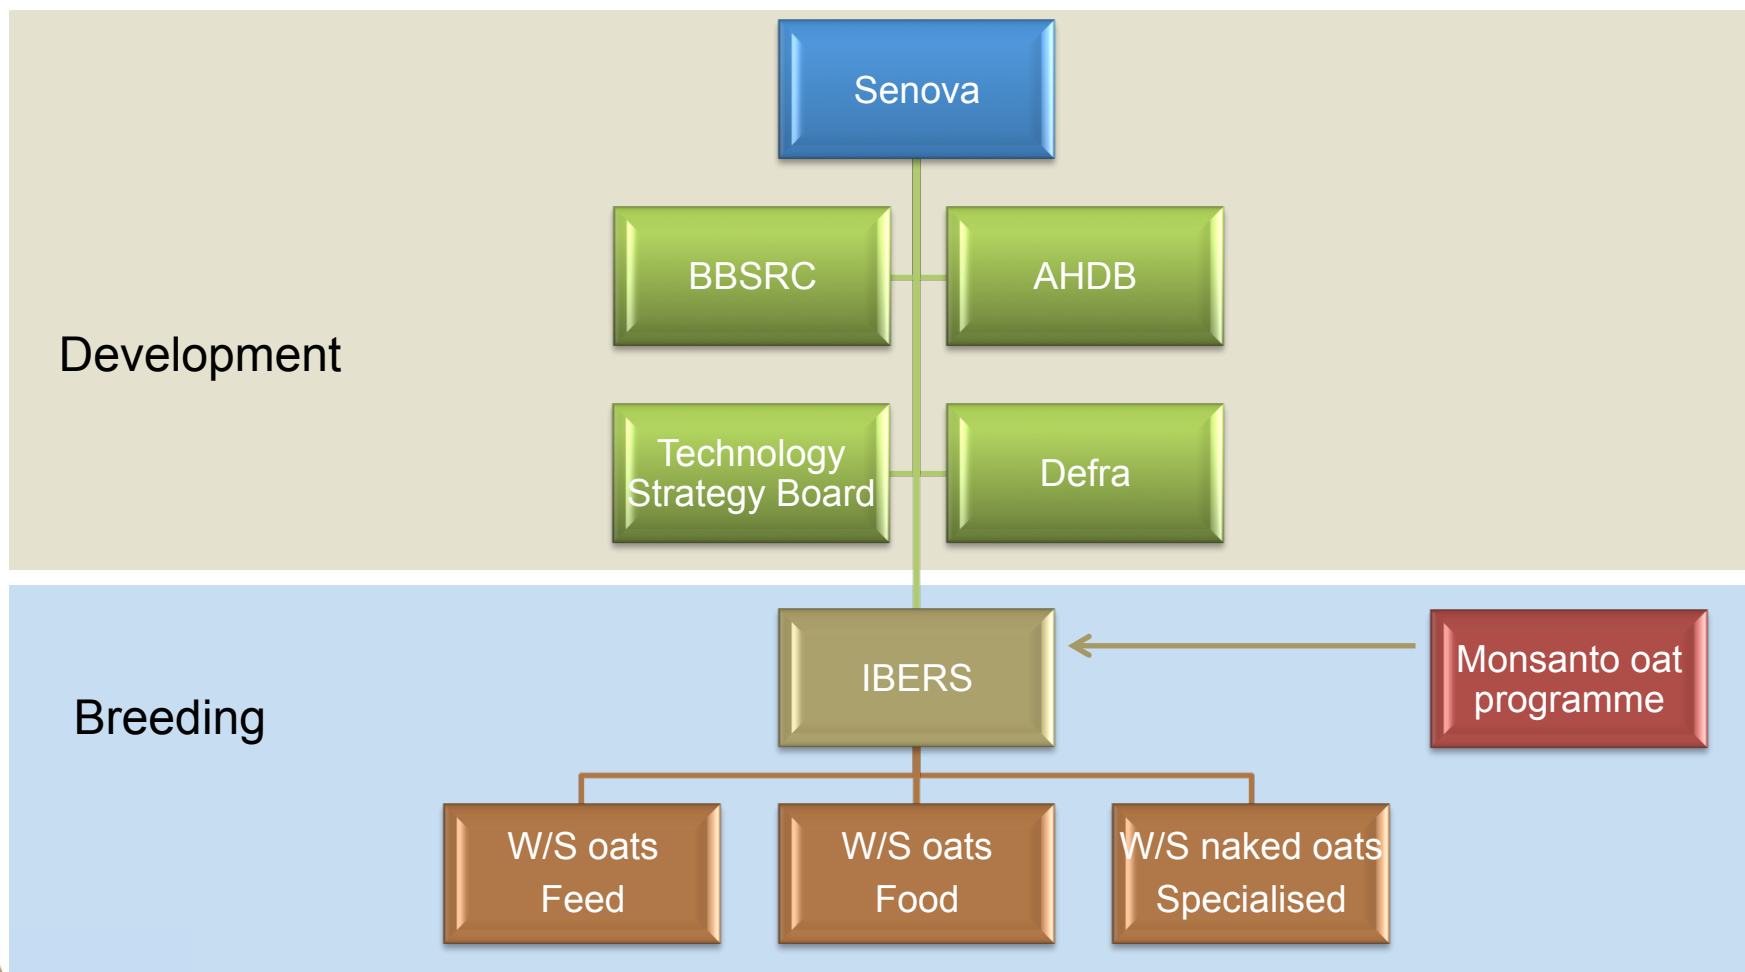 Senova
BBSRC
AHDB
Development
Technology
Strategy Board
Defra
IBERS
Monsanto oat
programme
Breeding
W/S oats
Feed
W/S oats
Food
W/S naked oats
Specialised